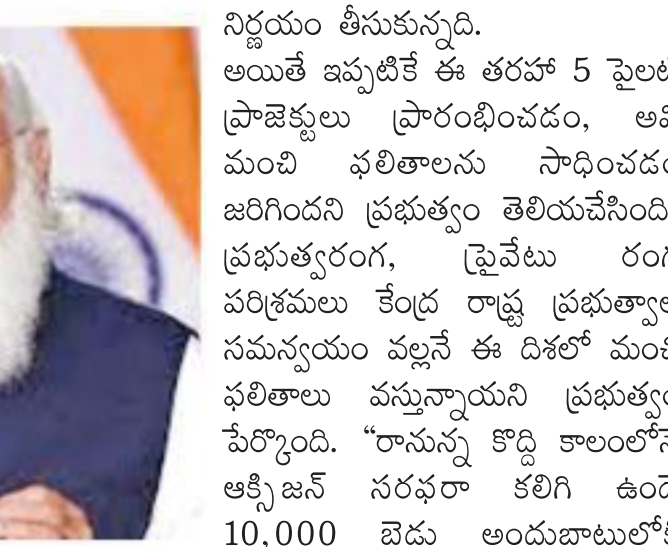 నిర్ణయం తీసుకున్నది.
అయితే ఇప్పటికే ఈ తరహా 5 పైలట్
ప్రాజెక్టులు ప్రారంభించడం, అవి
మంచి ఫలితాలను సాధించడం
జరిగిందని ప్రభుత్వం తెలియచేసింది
ప్రభుత్వరంగ, ప్రైవేటు రంగ
పరిశ్రమలు కేంద్ర రాష్ట్ర ప్రభుత్వాల
సమన్వయం వల్లనే ఈ దిశలో మంచి
ఫలితాలు వస్తున్నాయని ప్రభుత్వం
పేర్కొంది. “రానున్న కొద్ది కాలంలోనే
ఆక్సిజన్ సరఫరా కలిగి ఉండే
10,000 బెడు అందుబాటులోకి